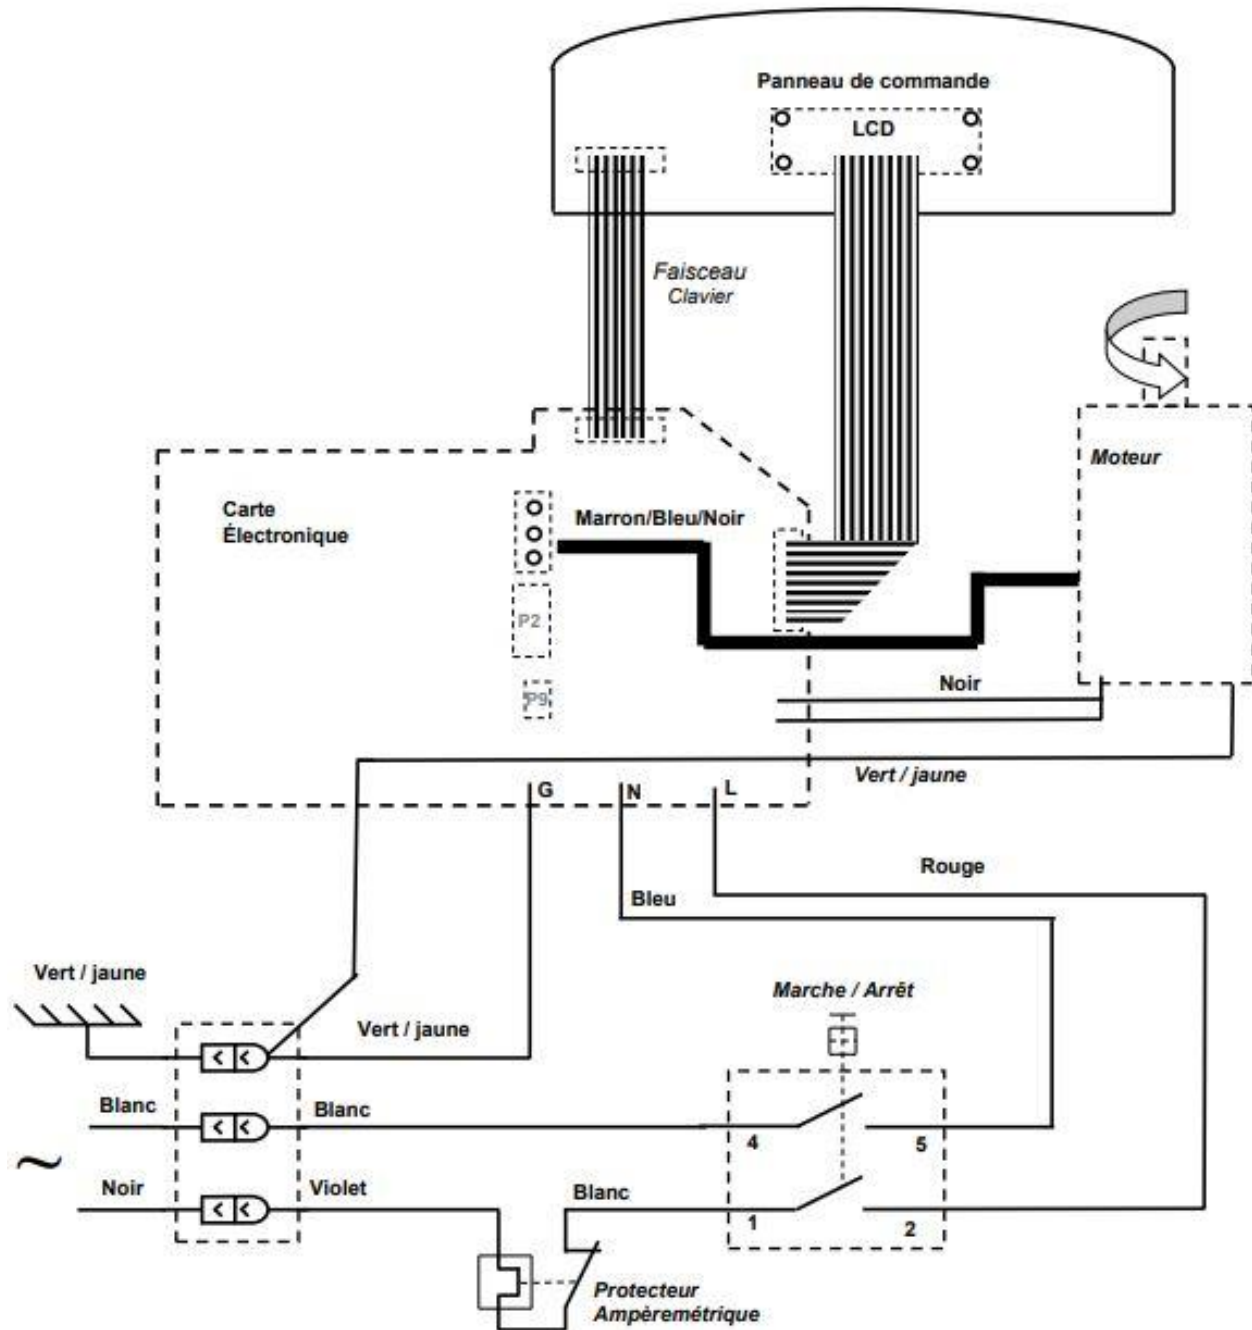 Panneau de commande
LCD
Faisceau
Clavier
Moteur
Carte
Électronique
Marron/Bleu/Noir
P2
P9
Noir
Vert / jaune
G
N
L
Rouge
Bleu
Vert / jaune
Vert / jaune
Marche / Arrêt
Blanc
Blanc
4
5
~
Noir
Violet
Blanc
1
2
Protecteur
Ampèremétrique